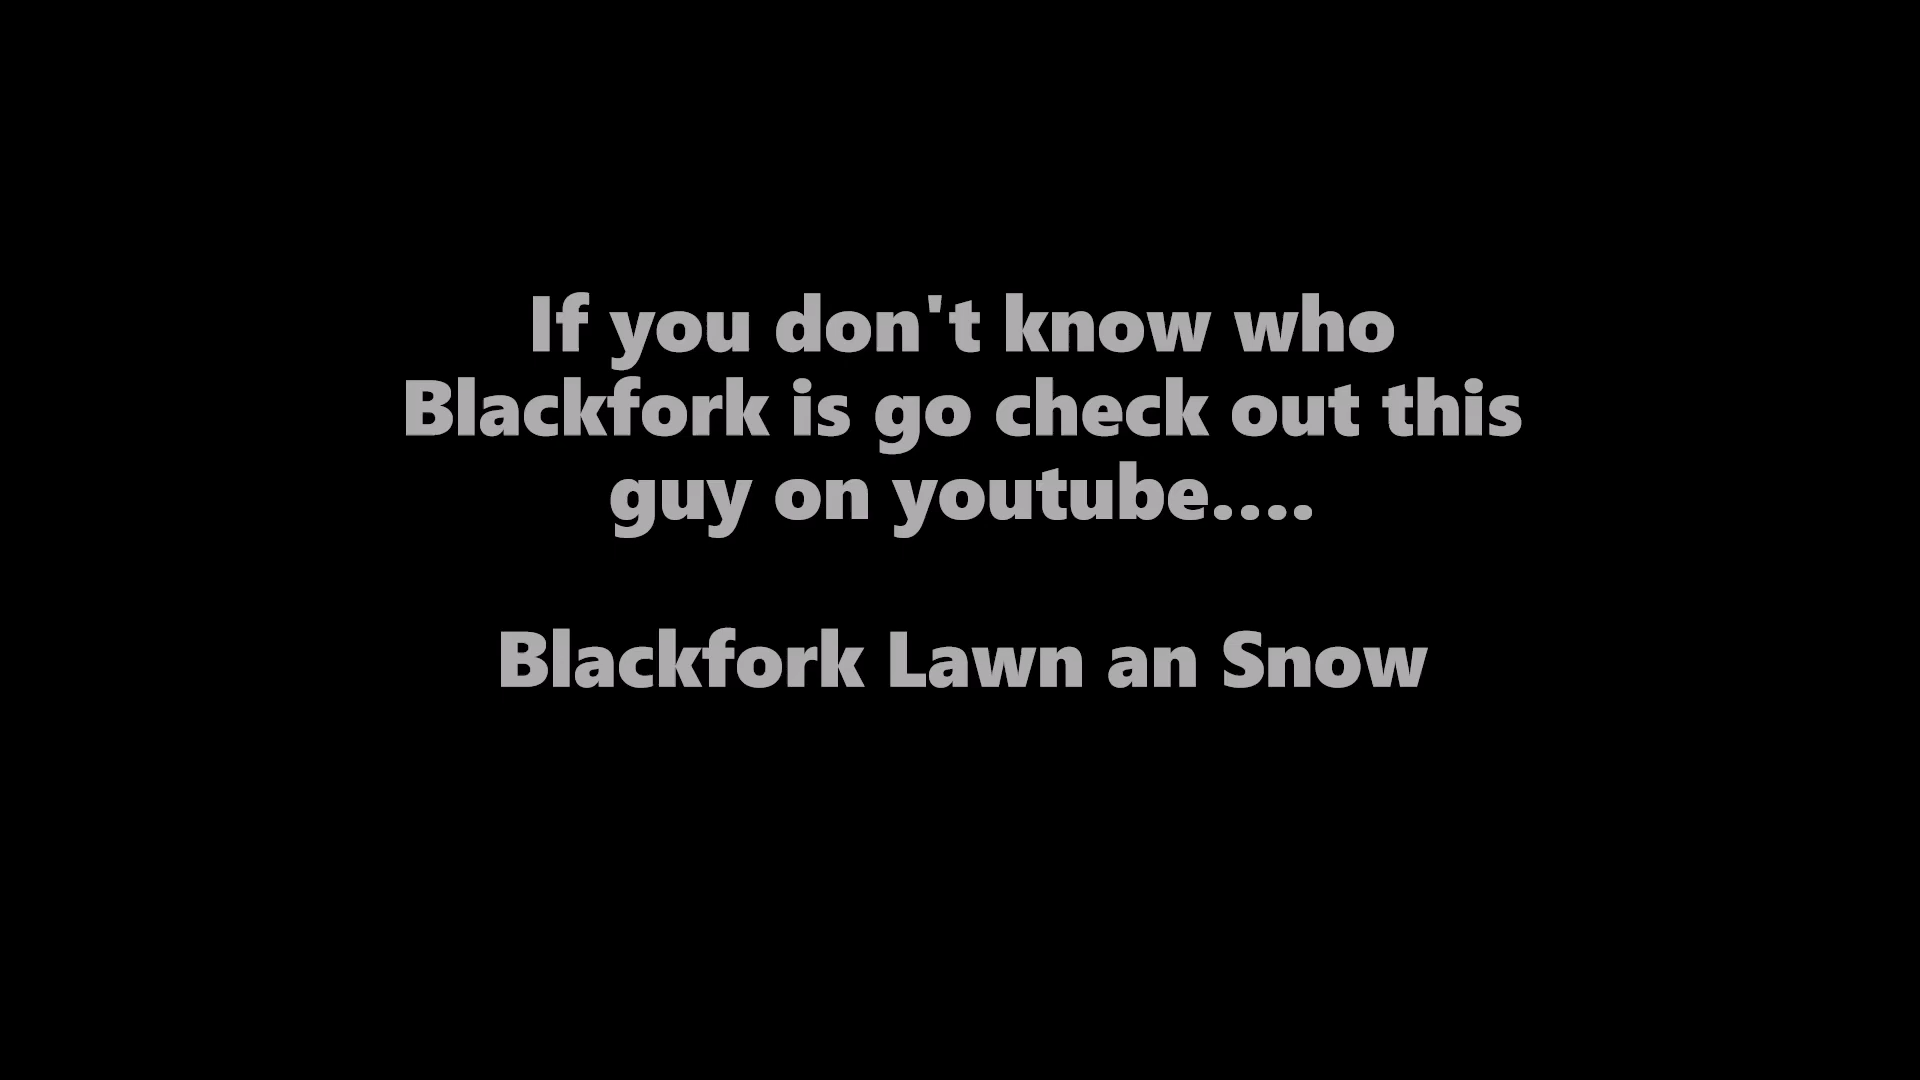 If you don't know who
Blackfork is go check out this
guy on youtube....
Blackfork Lawn an Snow